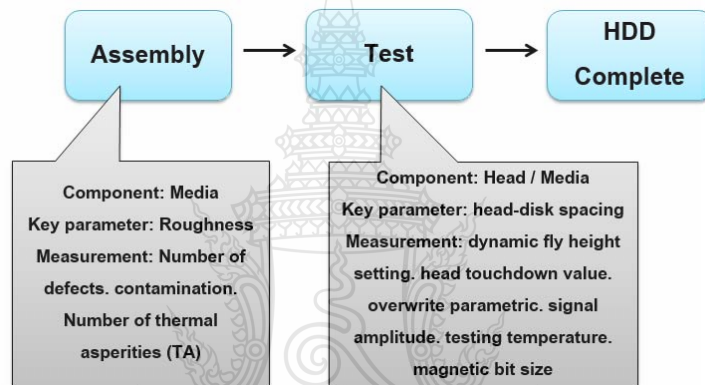 Assembly
Test
HDD
Complete
Component: Media
Key parameter: Roughness
Measurement: Number of
defects. contamination.
Number of thermal
asperities (TA)
Component: Head / Media
Key parameter: head-disk spacing
Measurement: dynamic fly height
setting. head touchdown value.
overwrite parametric. signal
amplitude. testing temperature.
magnetic bit size